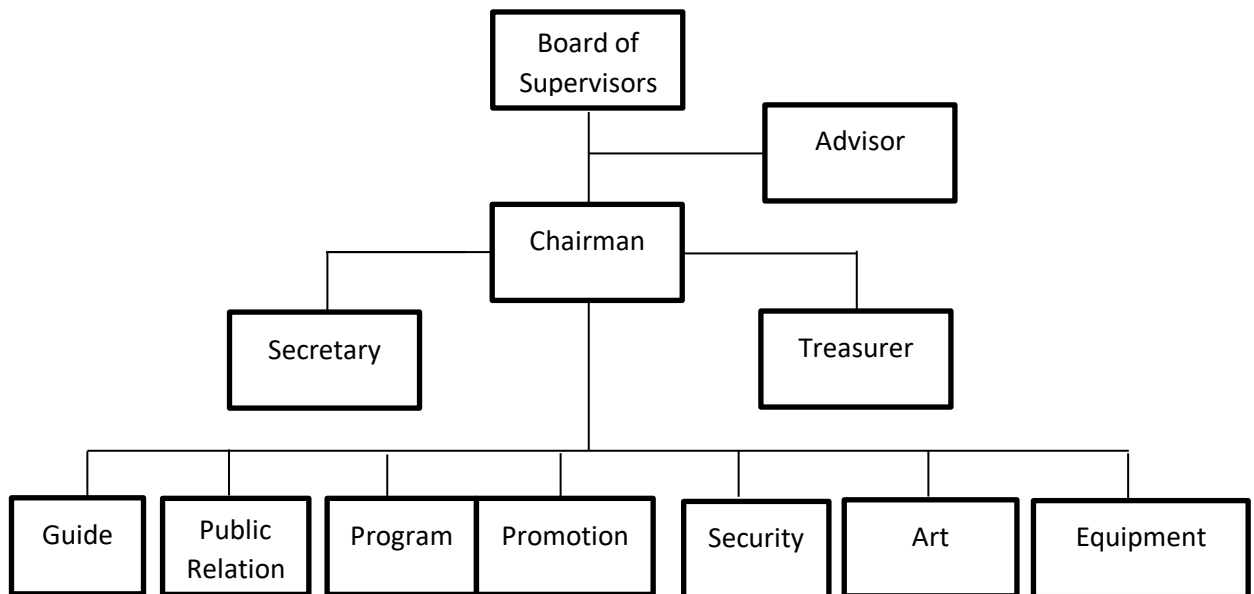 Board of
Supervisors
Advisor
Chairman
Secretary
Treasurer
Guide
Public
Relation
Program
Promotion
Security
Art
Equipment